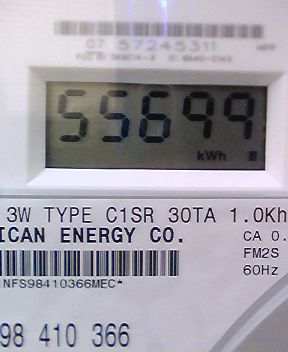 07 57245311
55699
kWh
3W TYPE C1SR 30TA 1.0Kh
ICAN ENERGY CO.
CA 0.
FM2S
60Hz
NFS98410366MEC*
98 410 366